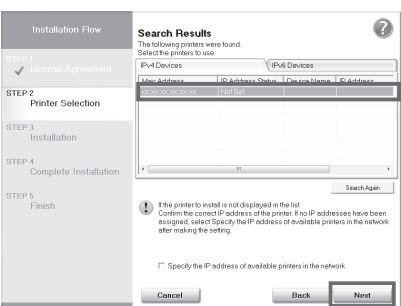 Installation Flow
STEP 1
License Agreement
STEP 2
Printer Selection
STEP 3
Installation
STEP 4
Complete Installation
STEP 5
Finish
Search Results
The following printers were found.
Select the printers to use.
IPv4 Devices
IPv6 Devices
Mac Address
IP Address Status
Device Name
IP Address
xx:xx:xx:xx:xx:xx
Not Set
Search Again
If the printer to install is not displayed in the list
Confirm the correct IP address of the printer. If no IP addresses have been
assigned, select Specify the IP address of available printers in the network
after making the setting.
Specify the IP address of available printers in the network
Cancel
Back
Next